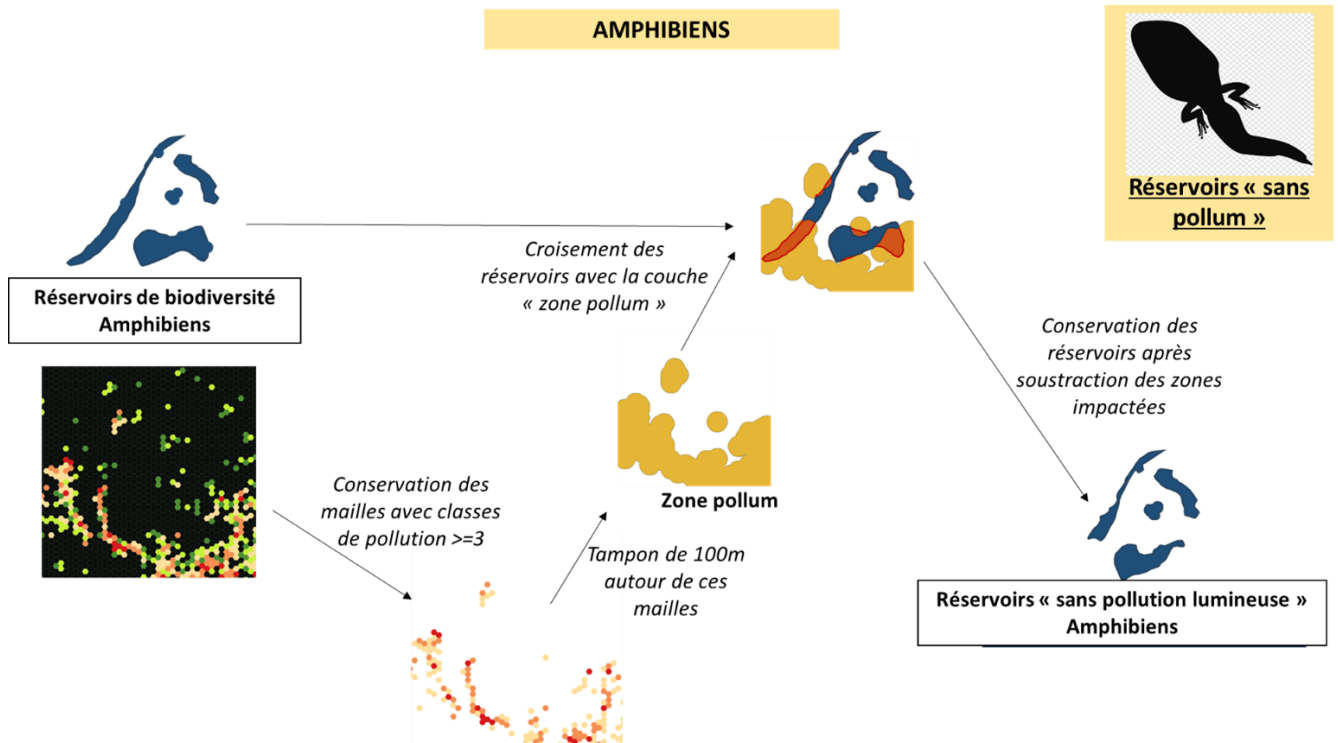 AMPHIBIENS
Réservoirs « sans
pollum »
Réservoirs de biodiversité
Amphibiens
Croisement des
réservoirs avec la couche
« zone pollum »
Conservation des
réservoirs après
soustraction des zones
impactées
Conservation des
mailles avec classes
de pollution >=3
Zone pollum
Tampon de 100m
autour de ces
mailles
Réservoirs « sans pollution lumineuse »
Amphibiens